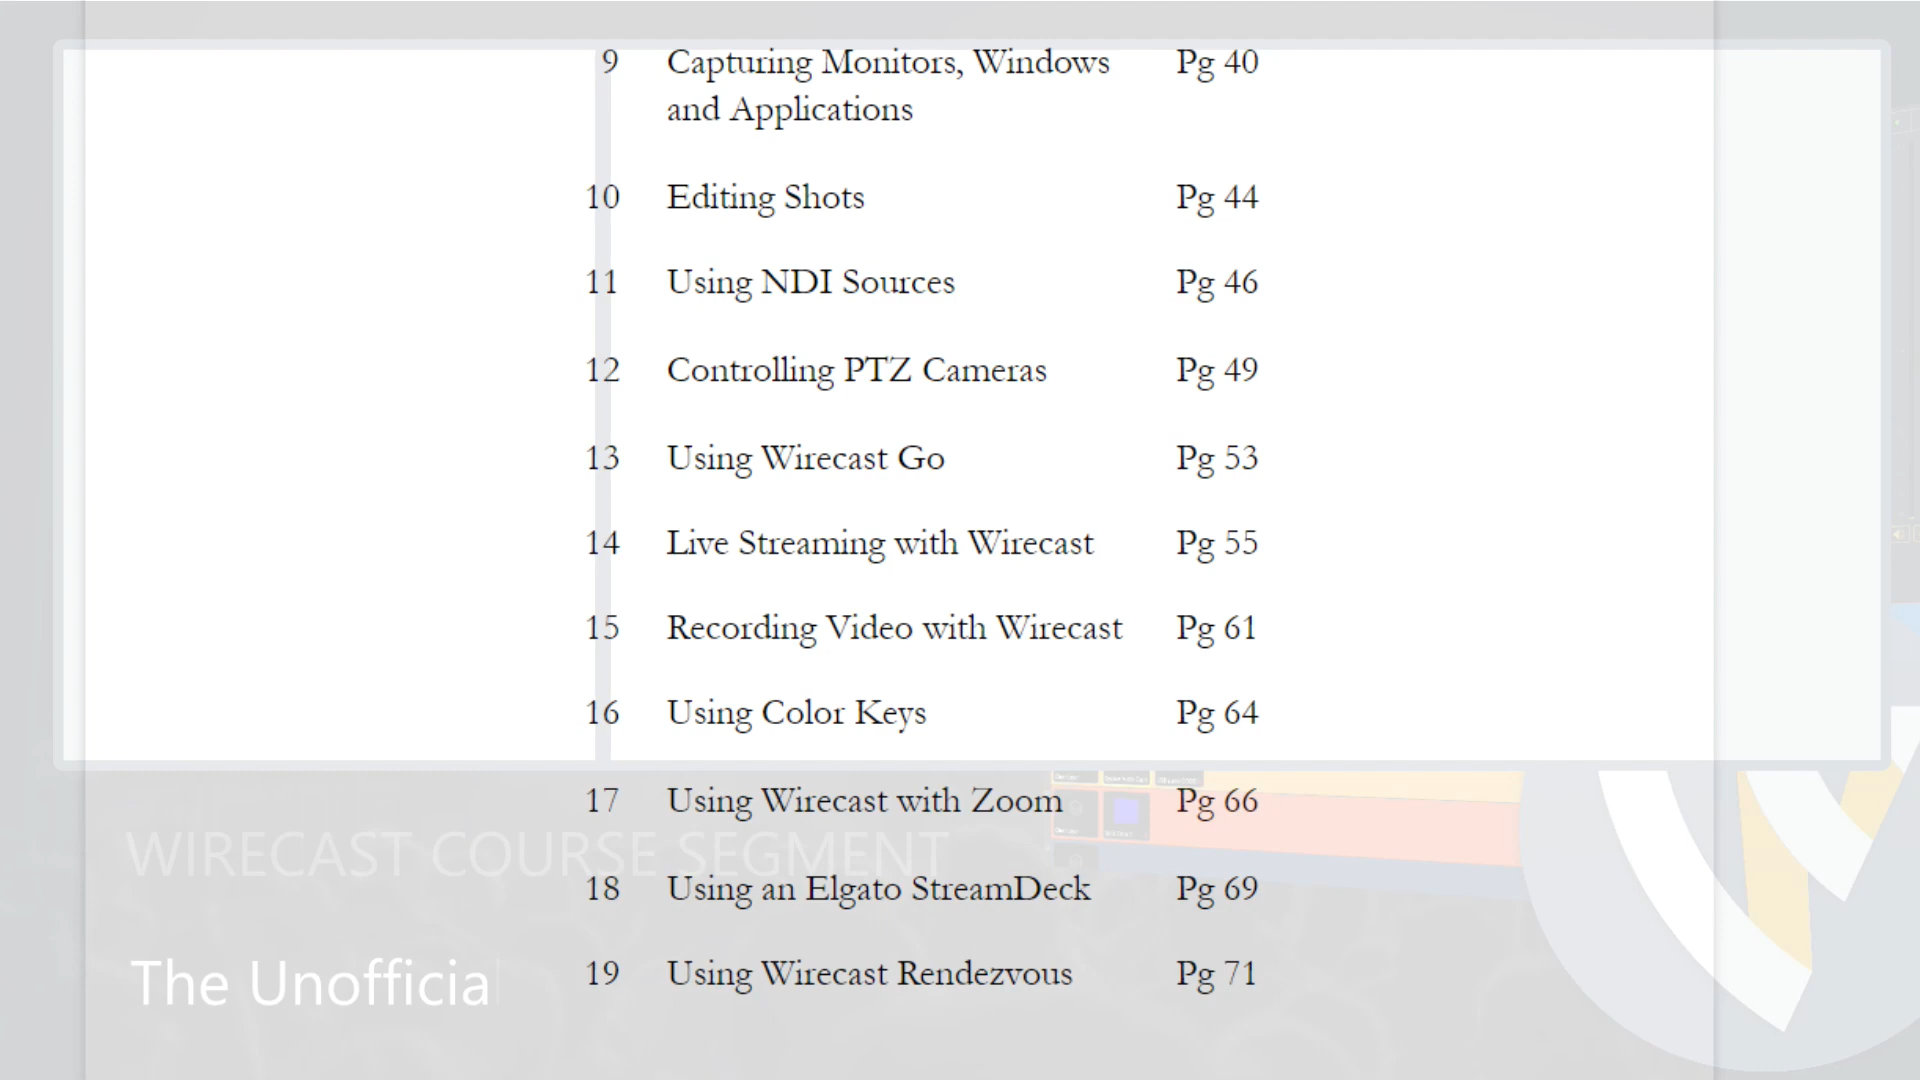 9 Capturing Monitors, Windows Pg 40
and Applications
10 Editing Shots Pg 44
11 Using NDI Sources Pg 46
12 Controlling PTZ Cameras Pg 49
13 Using Wirecast Go Pg 53
14 Live Streaming with Wirecast Pg 55
15 Recording Video with Wirecast Pg 61
16 Using Color Keys Pg 64
17 Using Wirecast with Zoom Pg 66
WIRECAST COURSE SEGMENT
18 Using an Elgato StreamDeck Pg 69
The Unofficia
19 Using Wirecast Rendezvous Pg 71